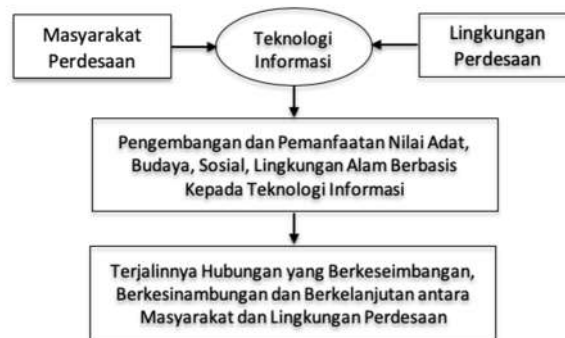 Masyarakat
Perdesaan
Teknologi
Informasi
Lingkungan
Perdesaan
Pengembangan dan Pemanfaatan Nilai Adat,
Budaya, Sosial, Lingkungan Alam Berbasis
Kepada Teknologi Informasi
Terjalinnya Hubungan yang Berkeseimbangan,
Berkesinambungan dan Berkelanjutan antara
Masyarakat dan Lingkungan Perdesaan